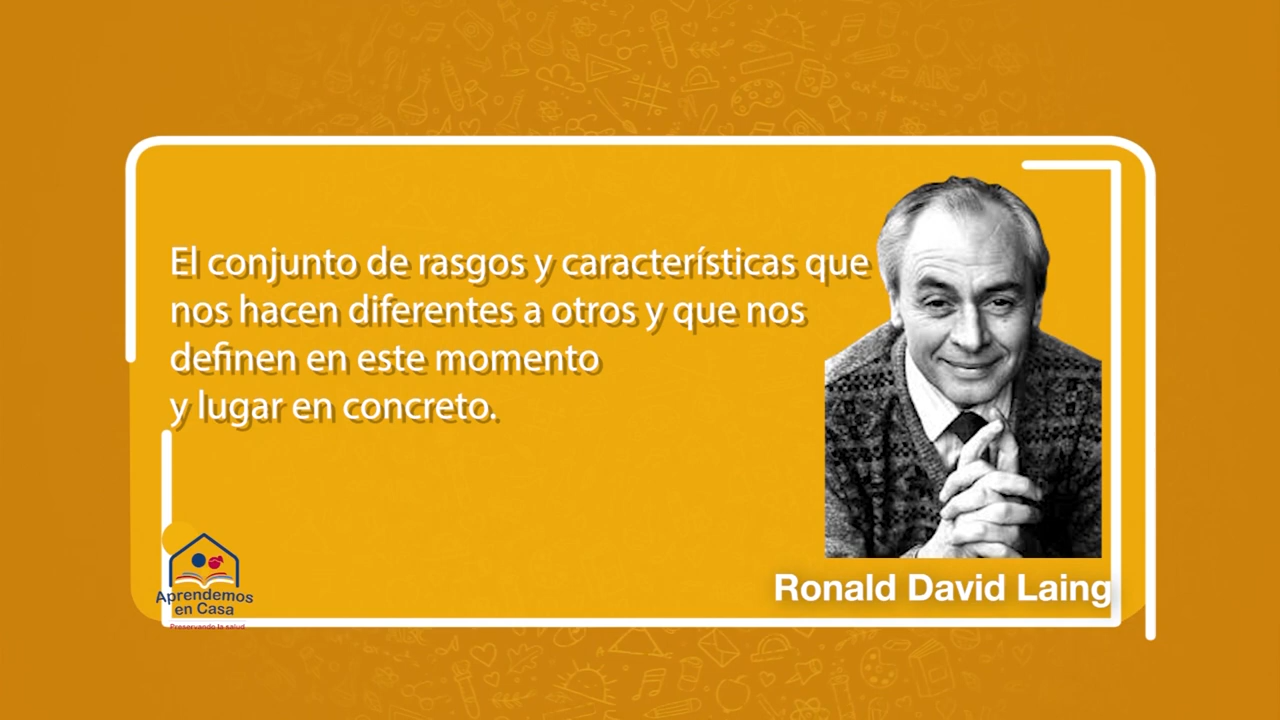 El conjunto de rasgos y características que
nos hacen diferentes a otros y que nos
definen en este momento
y lugar en concreto.
Ronald David Laing
Aprendemos
en Casa
Preservando la salud
ABC